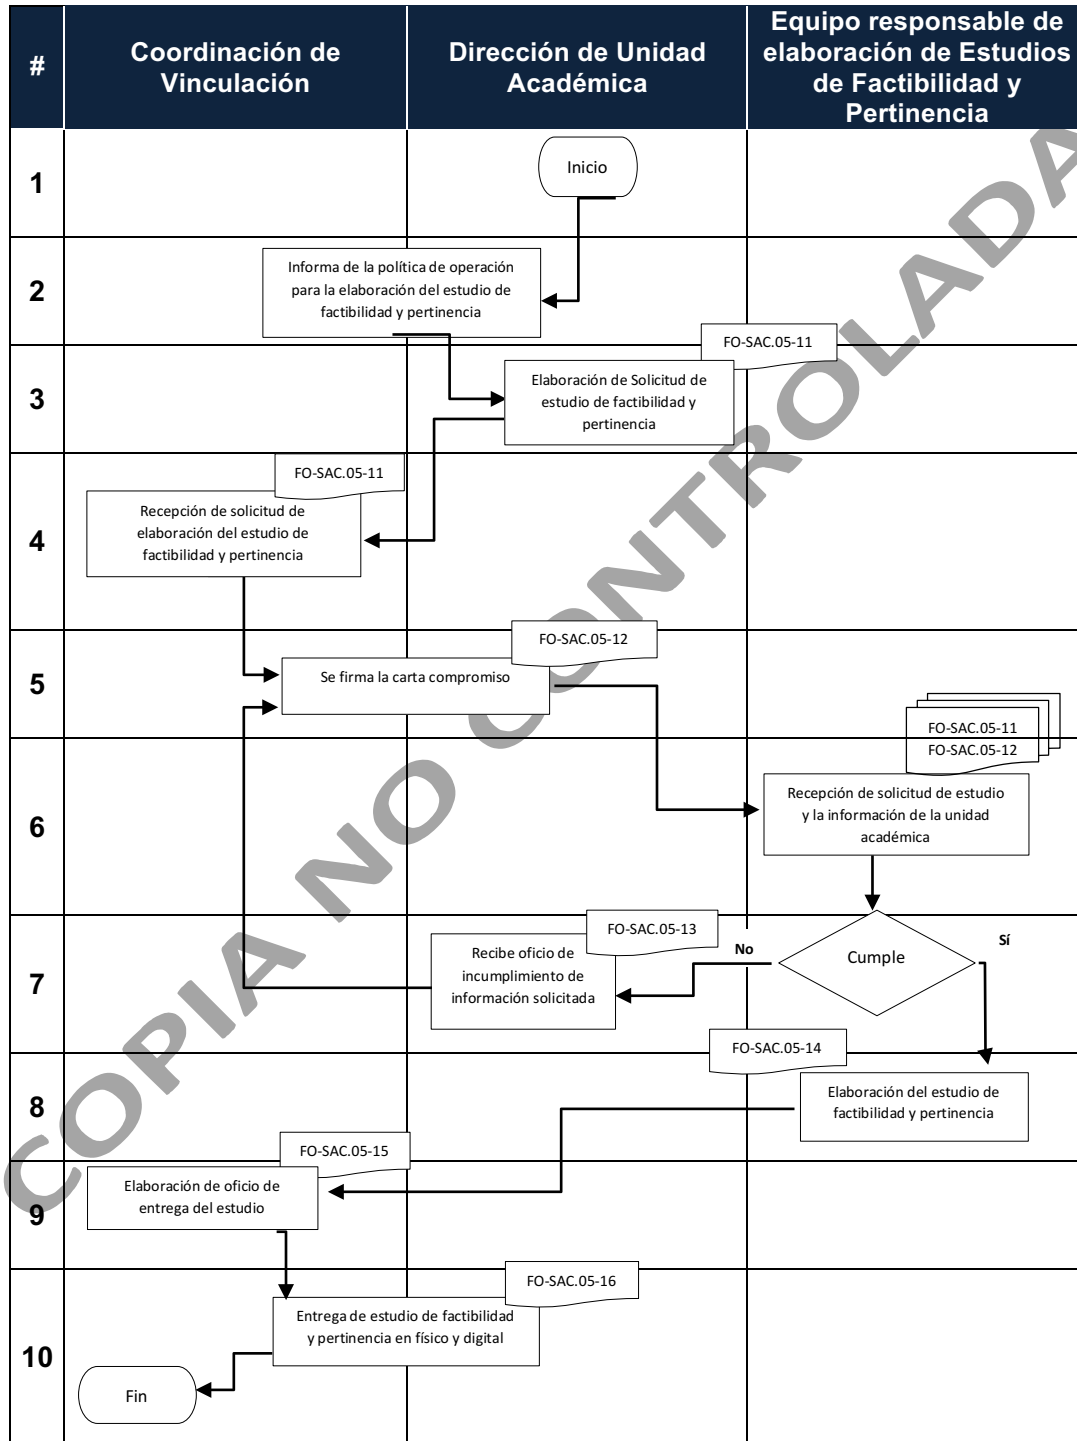 #
Coordinación de
Vinculación
Dirección de Unidad
Académica
Equipo responsable de
elaboración de Estudios
de Factibilidad y
Pertinencia
1
Inicio
2
Informa de la política de operación
para la elaboración del estudio de
factibilidad y pertinencia
3
FO-SAC.05-11
Elaboración de Solicitud de
estudio de factibilidad y
pertinencia
4
FO-SAC.05-11
Recepción de solicitud de
elaboración del estudio de
factibilidad y pertinencia
5
FO-SAC.05-12
Se firma la carta compromiso
FO-SAC.05-11
FO-SAC.05-12
6
Recepción de solicitud de estudio
y la información de la unidad
académica
7
FO-SAC.05-13
Recibe oficio de
incumplimiento de
información solicitada
No
Cumple
Sí
FO-SAC.05-14
8
Elaboración del estudio de
factibilidad y pertinencia
FO-SAC.05-15
9
Elaboración de oficio de
entrega del estudio
10
FO-SAC.05-16
Entrega de estudio de factibilidad
y pertinencia en físico y digital
Fin
COPIA NO CONTROLADA